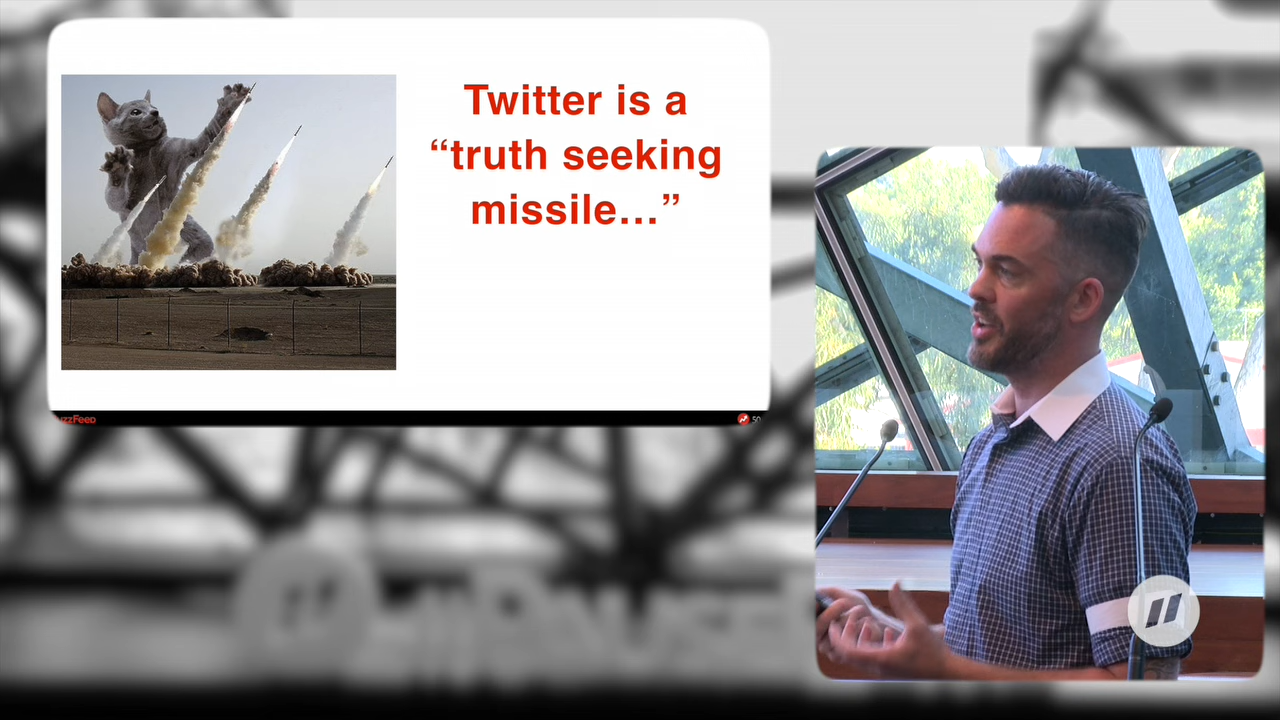 Twitter is a
“truth seeking
missile…”